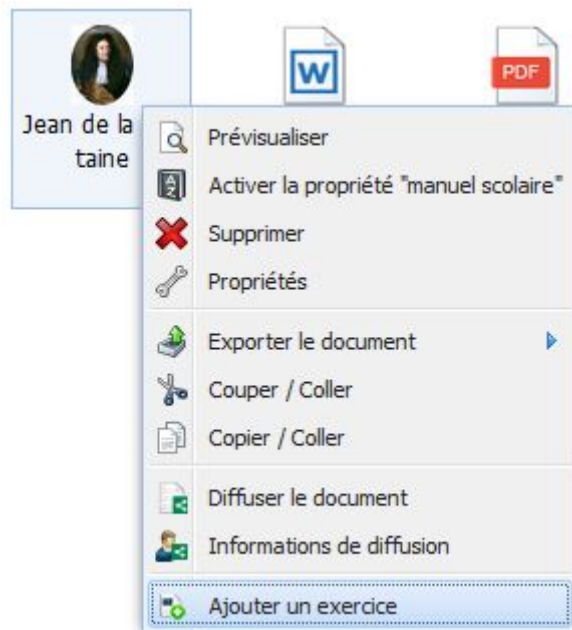 W
PDF
Jean de la
taine
Prévisualiser
Activer la propriété "manuel scolaire"
Supprimer
Propriétés
Exporter le document
Couper / Coller
Copier / Coller
Diffuser le document
Informations de diffusion
Ajouter un exercice